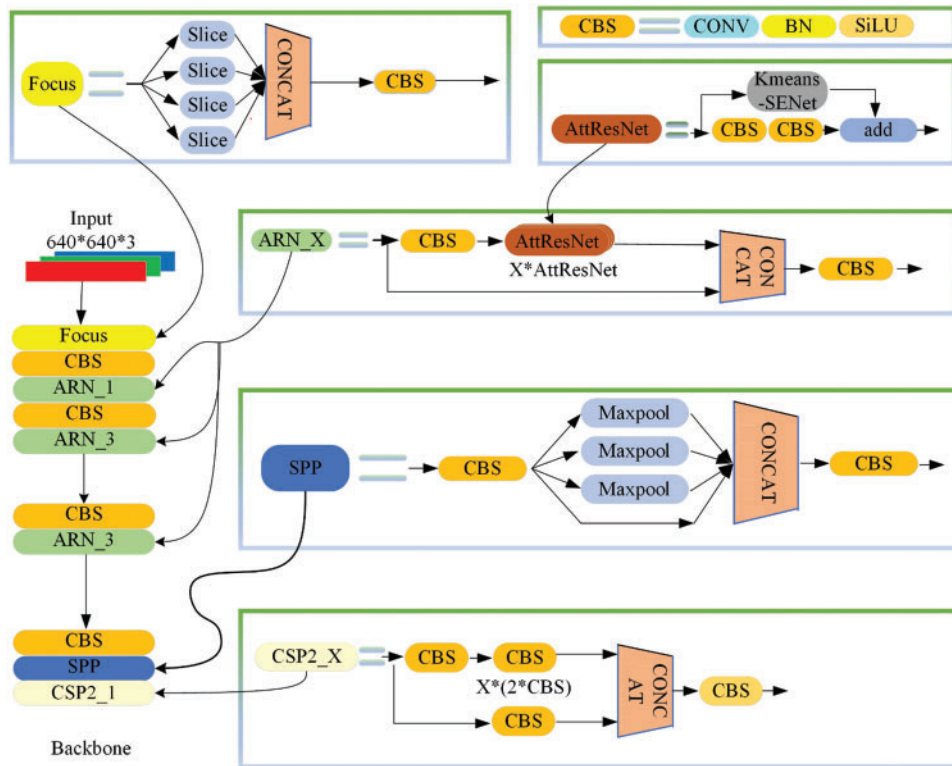 Focus
Slice
Slice
Slice
Slice
CONCAT
CBS
CBS
CONV
BN
SiLU
AttResNet
Kmeans
-SENet
CBS
CBS
add
Input
640*640*3
ARN_X
CBS
AttResNet
X*AttResNet
CON
CAT
CBS
Focus
CBS
ARN_1
CBS
ARN_3
CBS
ARN_3
CBS
SPP
CSP2_1
Backbone
SPP
CBS
Maxpool
Maxpool
Maxpool
CONCAT
CBS
CSP2_X
CBS
CBS
X*(2*CBS)
CBS
CONC
AT
CBS